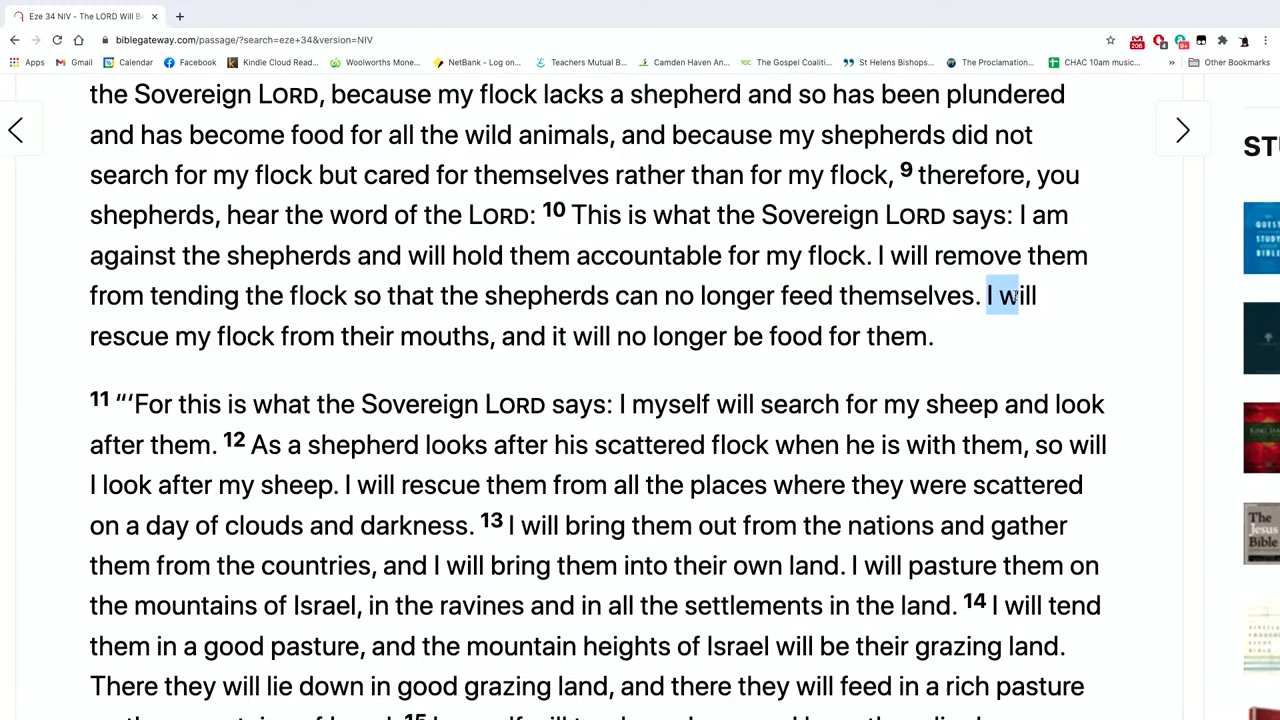 Eze 34 NIV - The LORD Will B
biblegateway.com/passage/?search=eze+34&version=NIV
206
4
9+
Apps Gmail Calendar Facebook Kindle Cloud Read... Woolworths Mone... NetBank - Log on... Teachers Mutual B... Camden Haven An... The Gospel Coaliti... St Helens Bishops... The Proclamation... CHAC 10am music... » Other Bookmarks
the Sovereign LORD, because my flock lacks a shepherd and so has been plundered
and has become food for all the wild animals, and because my shepherds did not
search for my flock but cared for themselves rather than for my flock, 9 therefore, you
shepherds, hear the word of the LORD: 10 This is what the Sovereign LORD says: I am
against the shepherds and will hold them accountable for my flock. I will remove them
from tending the flock so that the shepherds can no longer feed themselves. I will
rescue my flock from their mouths, and it will no longer be food for them.
11 “‘For this is what the Sovereign LORD says: I myself will search for my sheep and look
after them. 12 As a shepherd looks after his scattered flock when he is with them, so will
I look after my sheep. I will rescue them from all the places where they were scattered
on a day of clouds and darkness. 13 I will bring them out from the nations and gather
them from the countries, and I will bring them into their own land. I will pasture them on
the mountains of Israel, in the ravines and in all the settlements in the land. 14 I will tend
them in a good pasture, and the mountain heights of Israel will be their grazing land.
There they will lie down in good grazing land, and there they will feed in a rich pasture
ST
QUEST
STUDY
BIBLE
The
Jesus
Bible